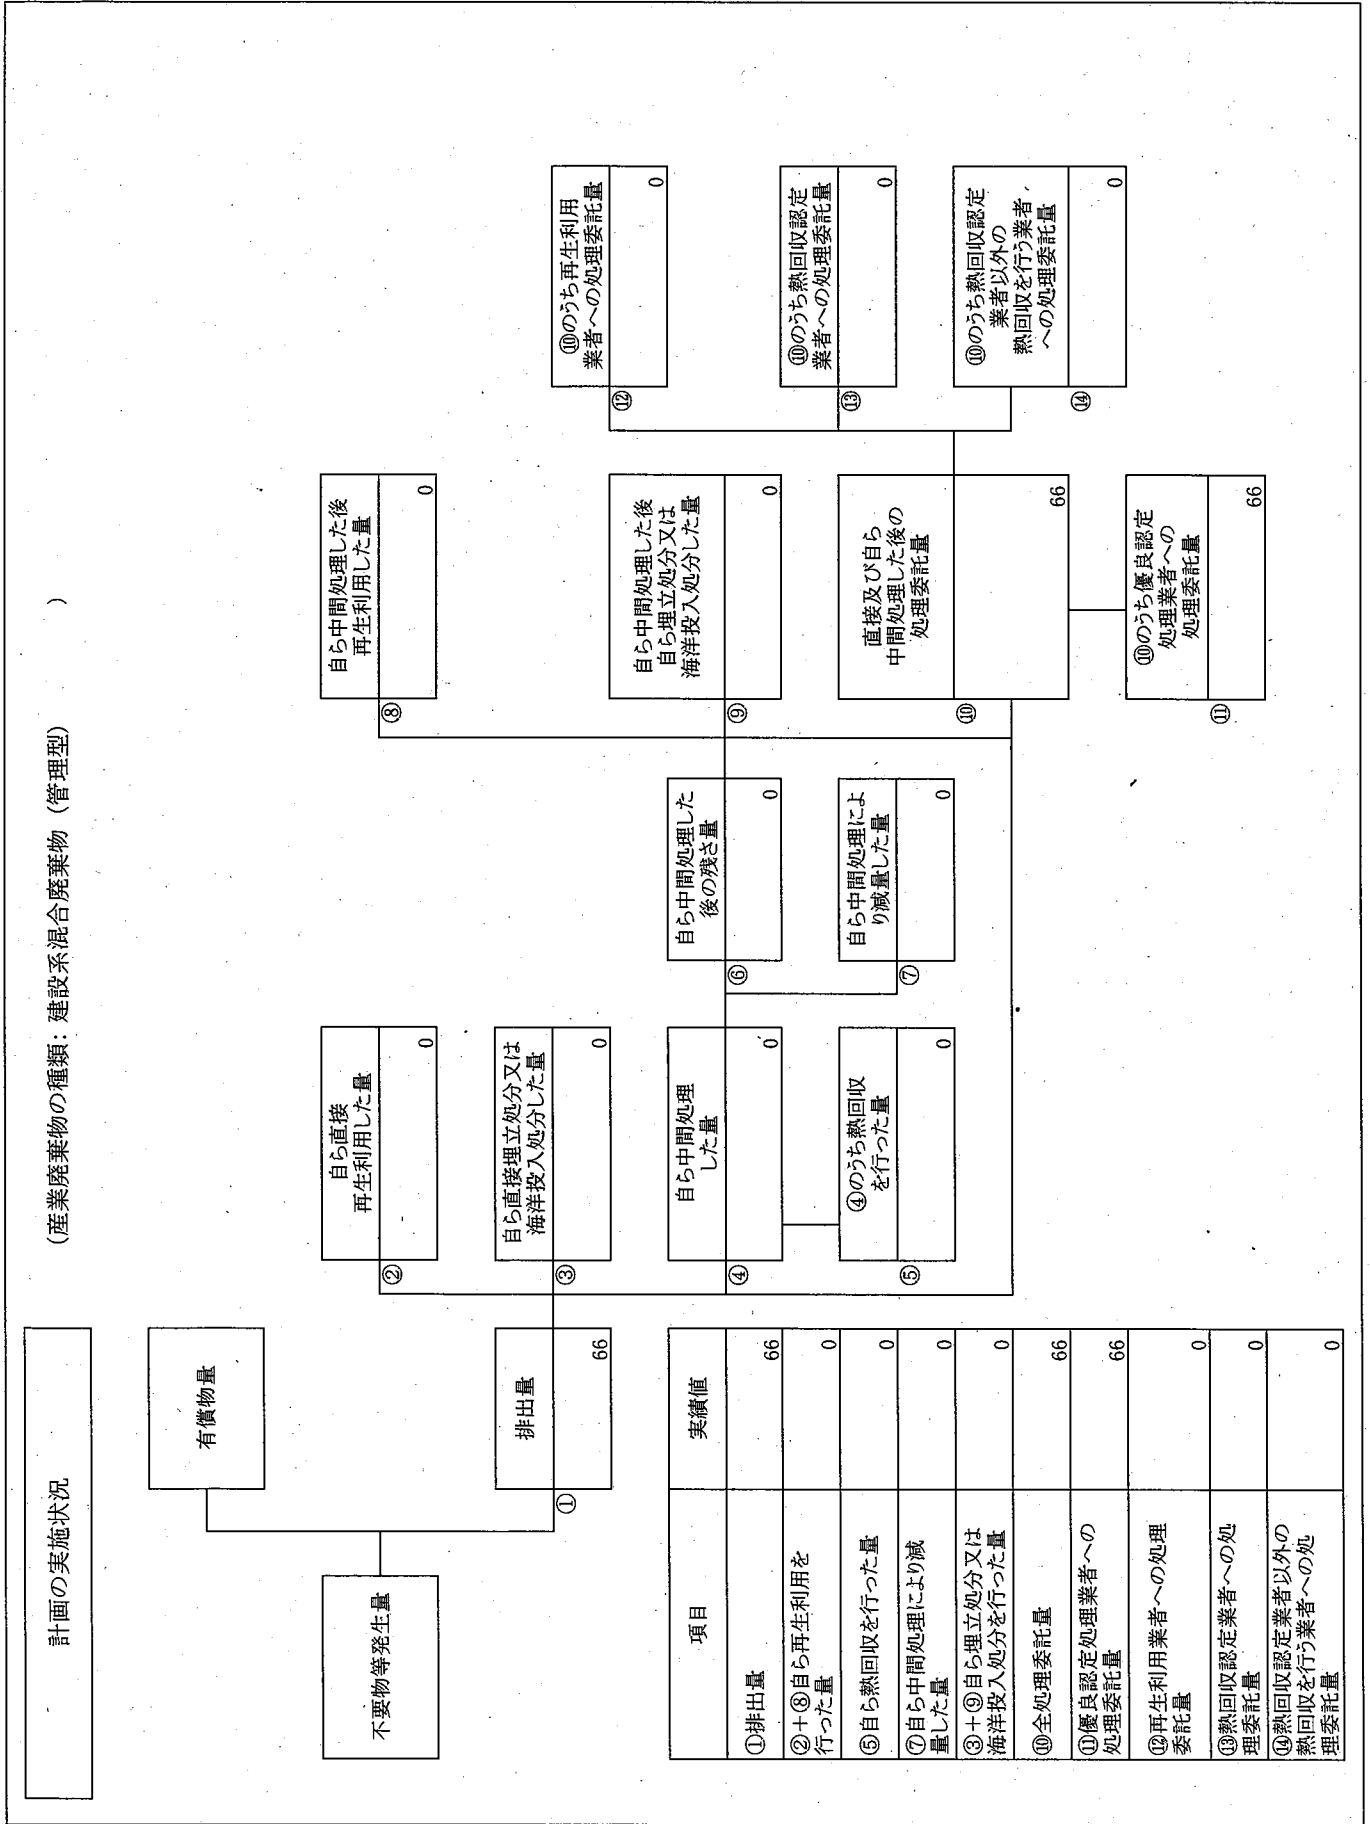 計画の実施状況
(産業廃棄物の種類: 建設系混合廃棄物 (管理型) )
不要物等発生量
有償物量
①
排出量
66
②
自ら直接
再生利用した量
0
③
自ら直接埋立処分又は
海洋投入処分した量
0
④
自ら中間処理
した量
0
⑤
④のうち熱回収
を行った量
0
⑥
自ら中間処理した
後の残さ量
0
⑦
自ら中間処理によ
り減量した量
0
⑧
自ら中間処理した後
再生利用した量
0
⑨
自ら中間処理した後
自ら埋立処分又は
海洋投入処分した量
0
⑩
直接及び自ら
中間処理した後の
処理委託量
66
⑪
⑩のうち優良認定
処理業者への
処理委託量
66
⑫
⑩のうち再生利用
業者への処理委託量
0
⑬
⑩のうち熱回収認定
業者への処理委託量
0
⑭
⑩のうち熱回収認定
業者以外の
熱回収を行う業者
への処理委託量
0
項目 実績値
①排出量 66
②+⑧自ら再生利用を
行った量 0
⑤自ら熱回収を行った量 0
⑦自ら中間処理により減
量した量 0
③+⑨自ら埋立処分又は
海洋投入処分を行った量 0
⑩全処理委託量 66
⑪優良認定処理業者への
処理委託量 66
⑫再生利用業者への処理
委託量 0
⑬熱回収認定業者への処
理委託量 0
⑭熱回収認定業者以外の
熱回収を行う業者への処
理委託量 0